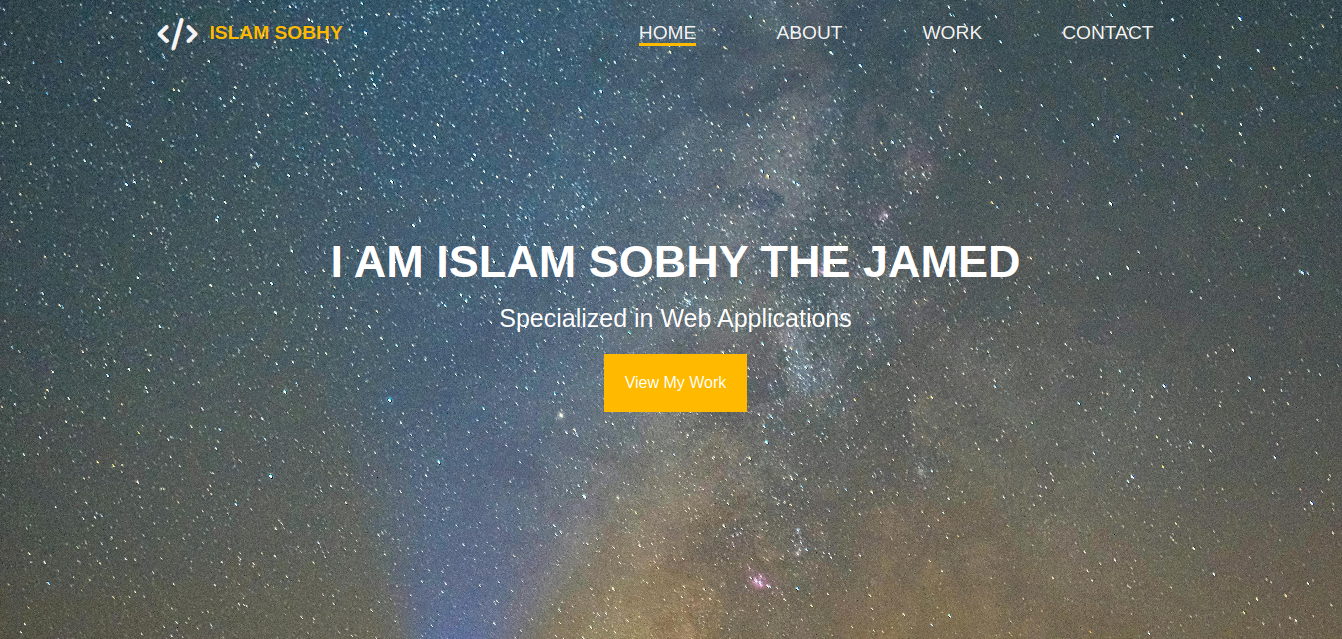 </> ISLAM SOBHY HOME ABOUT WORK CONTACT
I AM ISLAM SOBHY THE JAMED
Specialized in Web Applications
View My Work